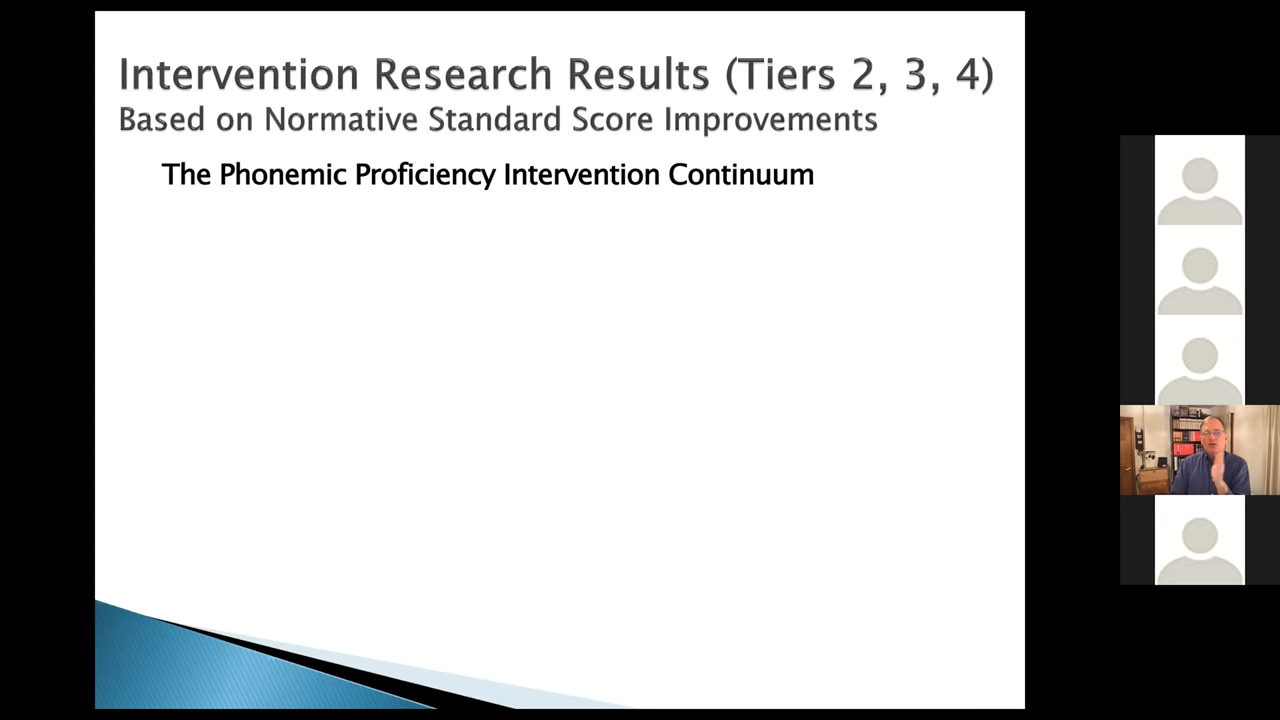 Intervention Research Results (Tiers 2, 3, 4)
Based on Normative Standard Score Improvements
The Phonemic Proficiency Intervention Continuum